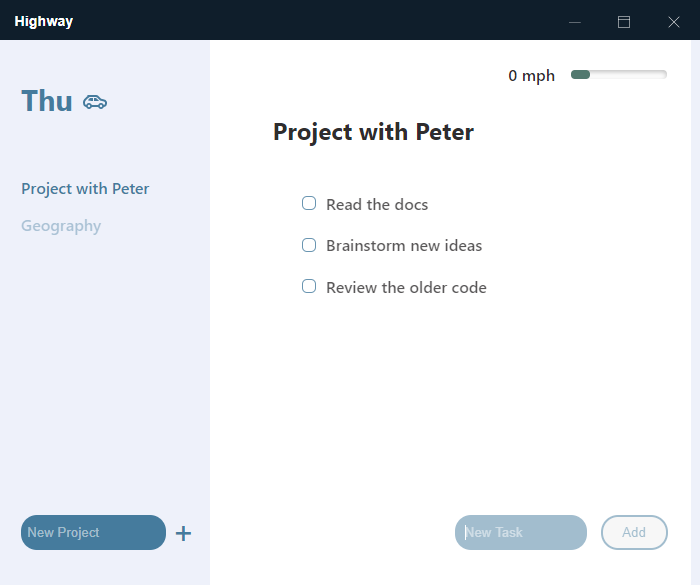 Highway
Thu
0 mph
Project with Peter
Project with Peter
Geography
Read the docs
Brainstorm new ideas
Review the older code
New Project +
New Task
Add